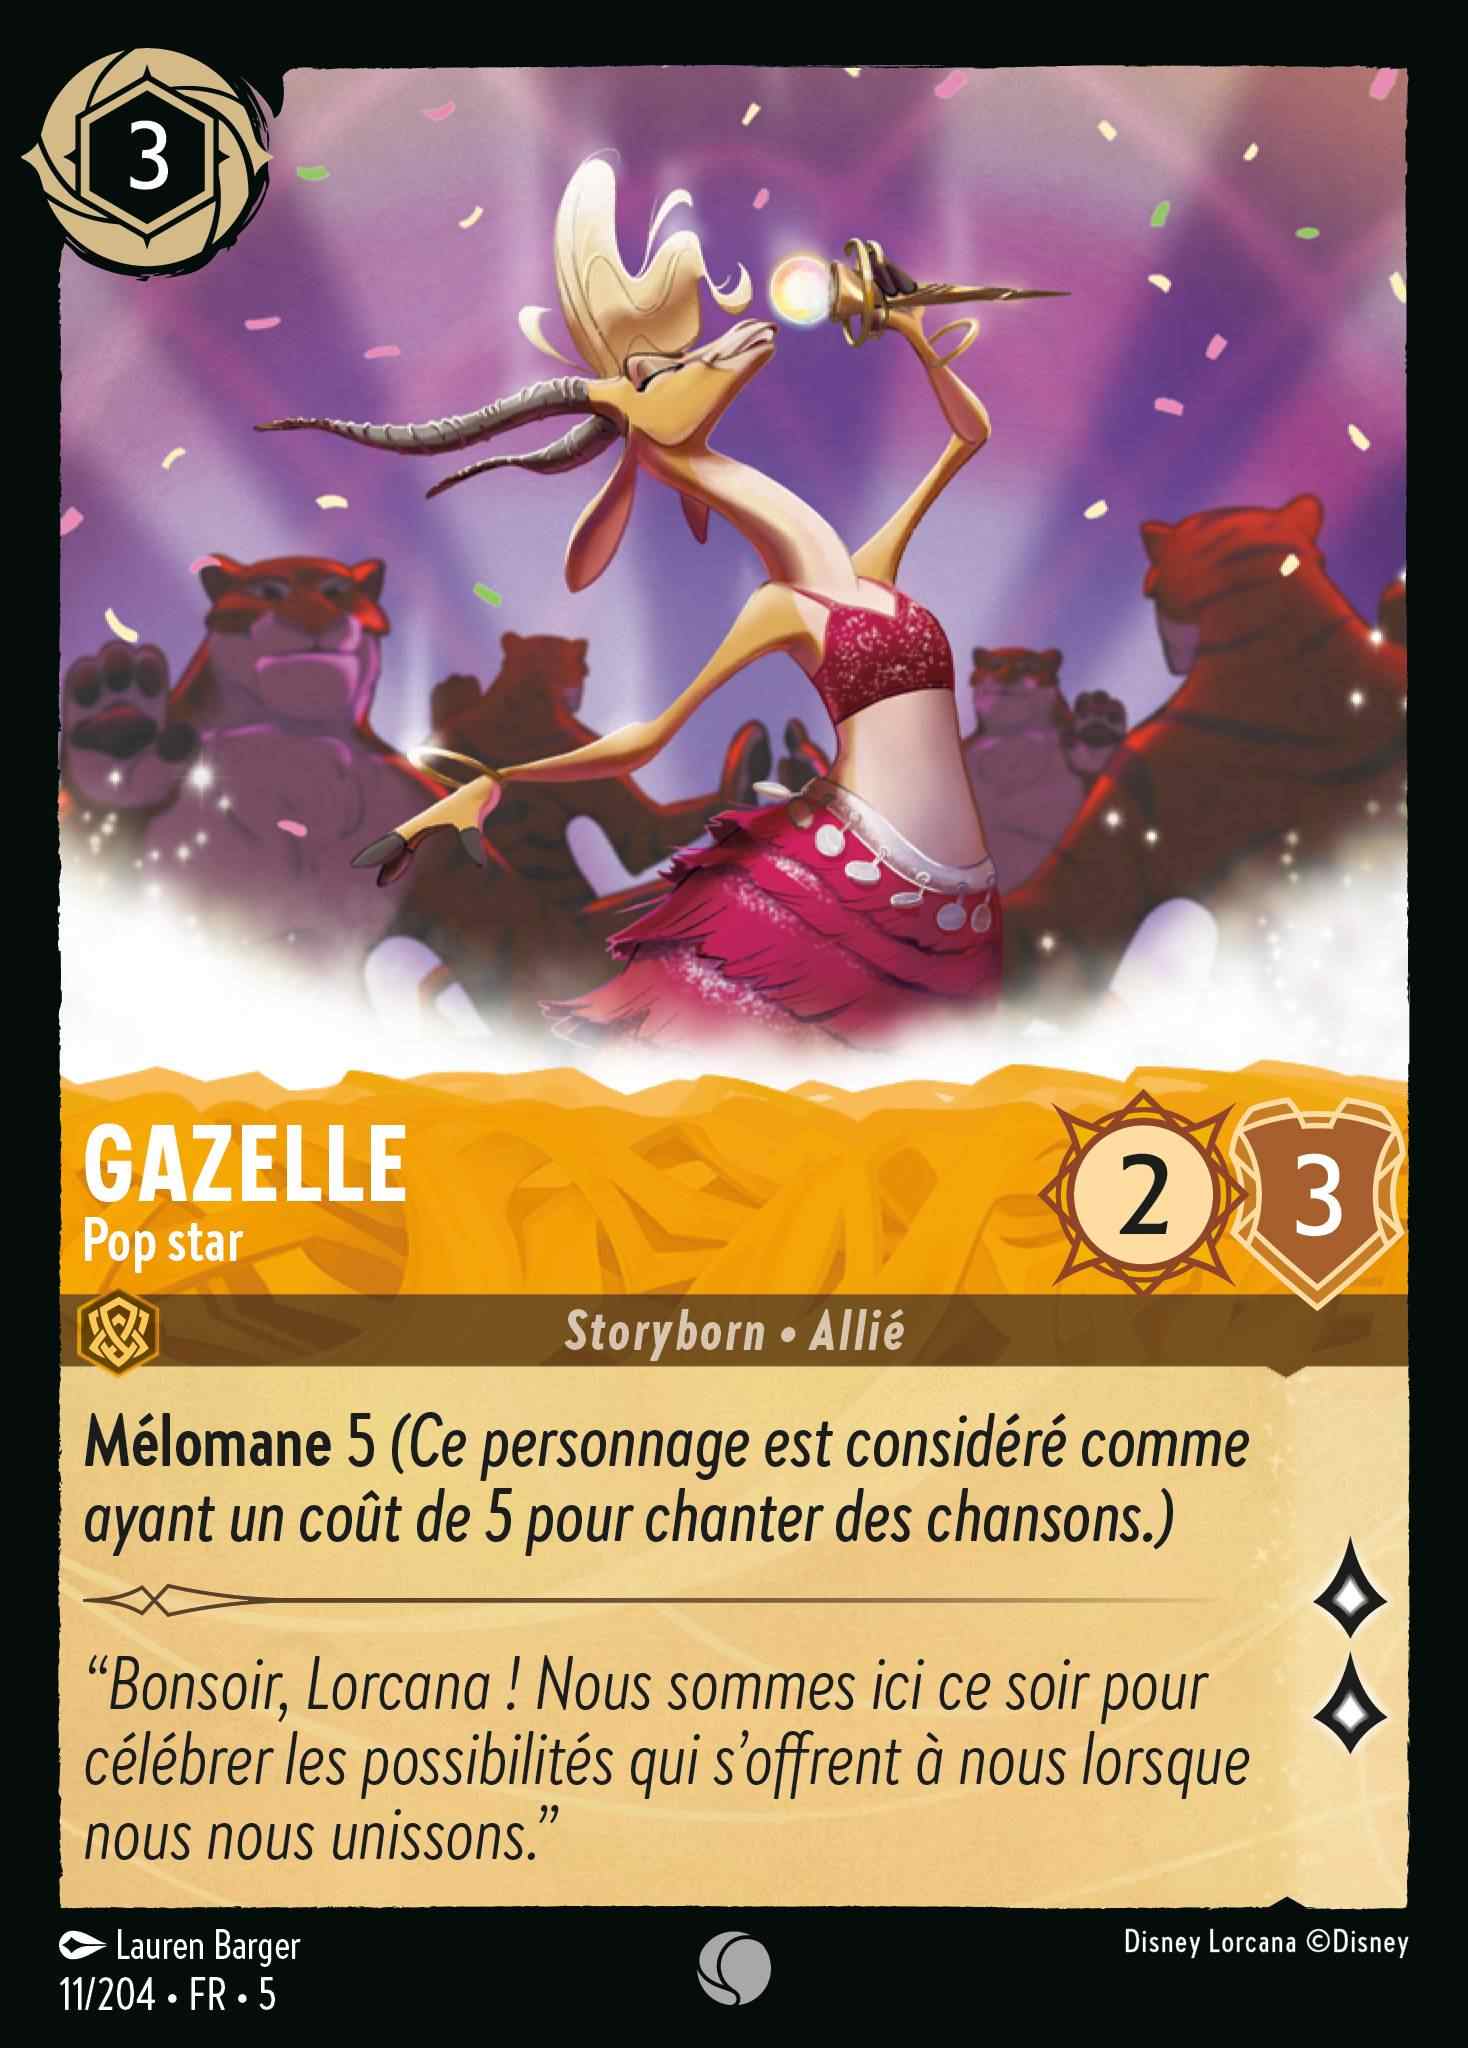 3
GAZELLE
Pop star
2
3
Storyborn • Allié
Mélomane 5 (Ce personnage est considéré comme
ayant un coût de 5 pour chanter des chansons.)
“Bonsoir, Lorcana ! Nous sommes ici ce soir pour
célébrer les possibilités qui s’offrent à nous lorsque
nous nous unissons.”
Lauren Barger
11/204 • FR • 5
Disney Lorcana ©Disney